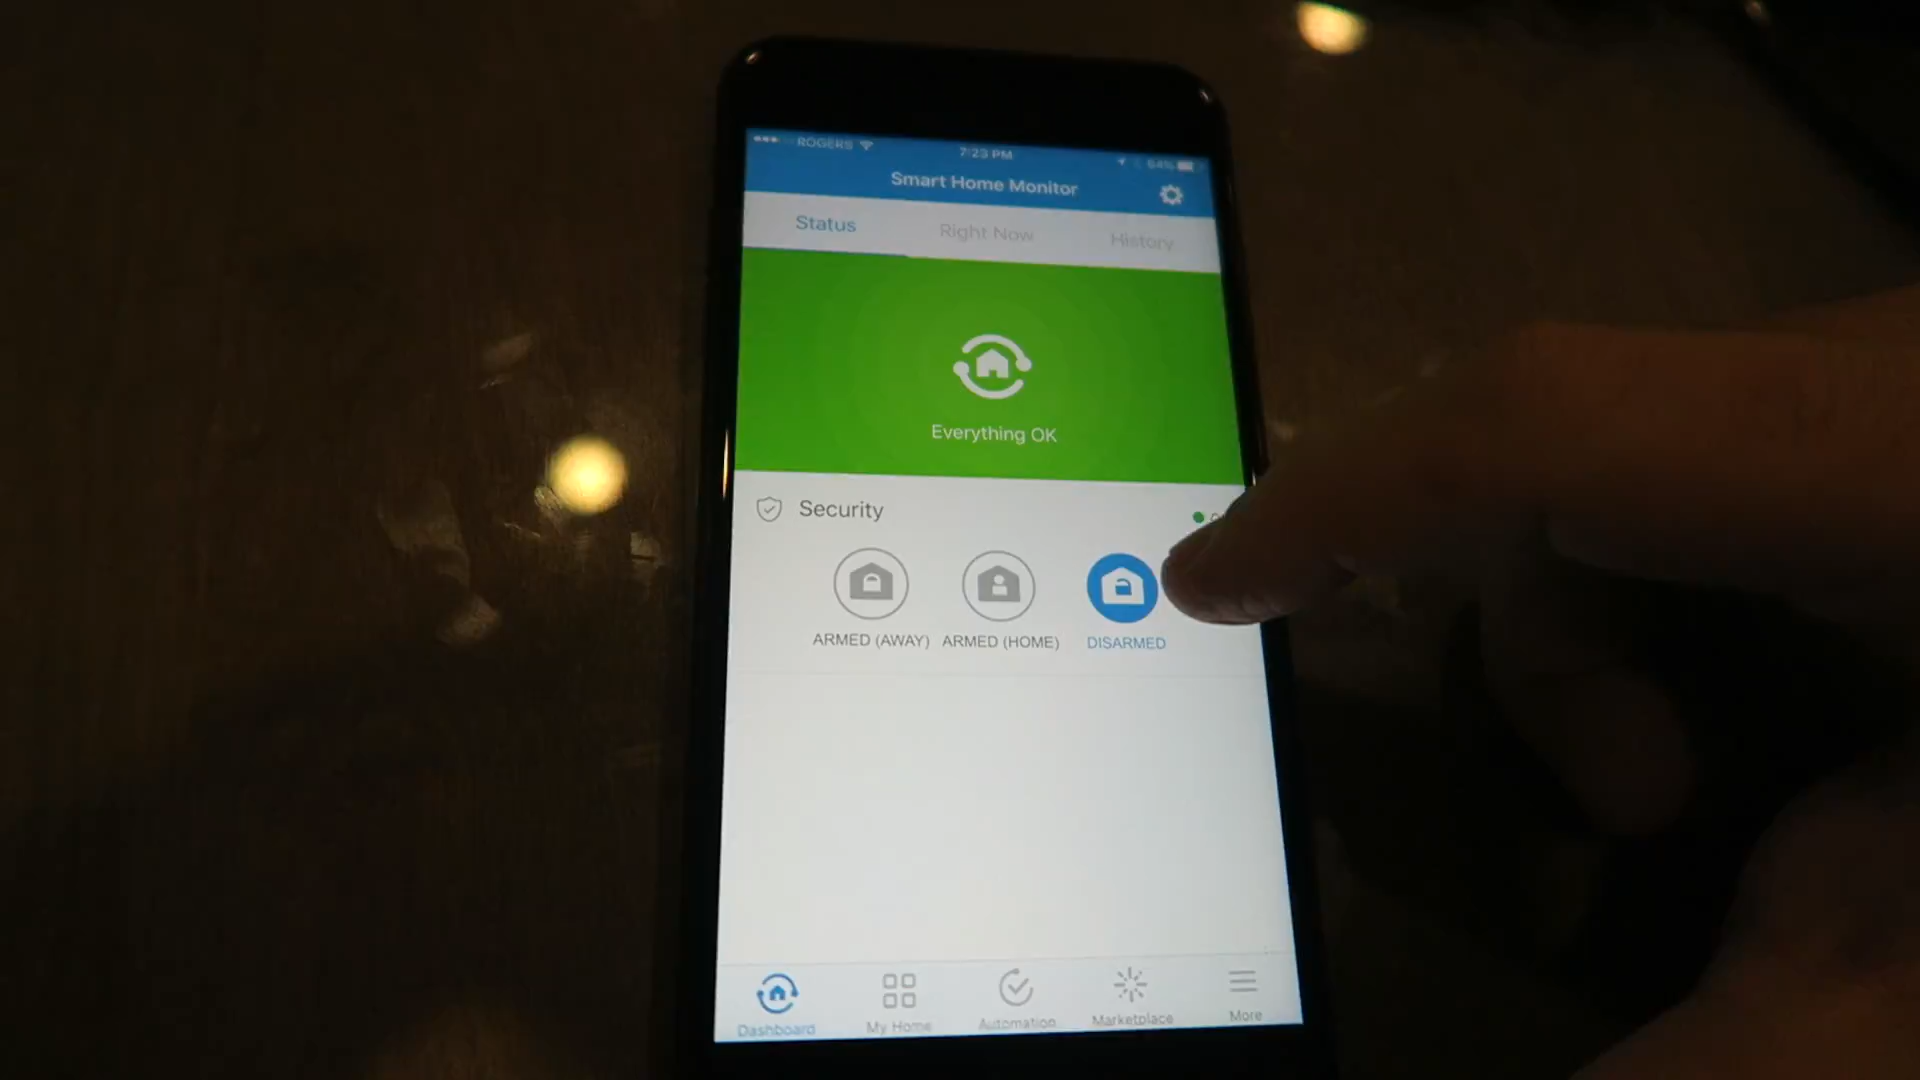 ROGERS 7:23 PM 64%
Smart Home Monitor
Status Right Now History
Everything OK
Security
ARMED (AWAY) ARMED (HOME) DISARMED
Dashboard My Home Automation Marketplace More